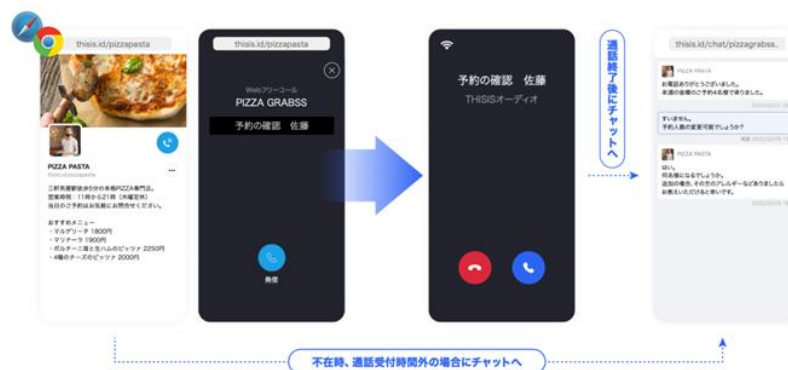 thisis.id/pizzapasta
PIZZA PASTA
thisis.id/pizzapasta
三軒茶屋駅徒歩5分の本格PIZZA専門店。
営業時間:11時から21時(木曜定休)
当日のご予約はお気軽にお問合せください。
おすすめメニュー
・マルゲリータ 1800円
・マリナーラ 1900円
・ポルチーニ茸と生ハムのピッツァ 2250円
・4種のチーズのピッツァ 2000円
thisis.id/pizzapasta
Webフリーコール
PIZZA GRABSS
予約の確認 佐藤
発信
予約の確認 佐藤
THISISオーディオ
通話終了後にチャットへ
thisis.id/chat/pizzagrabss..
PIZZA PASTA
お電話ありがとうございました。
来週の金曜のご予約4名様で承りました。
すいません。
予約人数の変更可能でしょうか?
PIZZA PASTA
はい。
何名様になるでしょうか。
追加の場合、その方のアレルギーなどありましたら
お教えいただけると幸いです。
不在時、通話受付時間外の場合にチャットへ